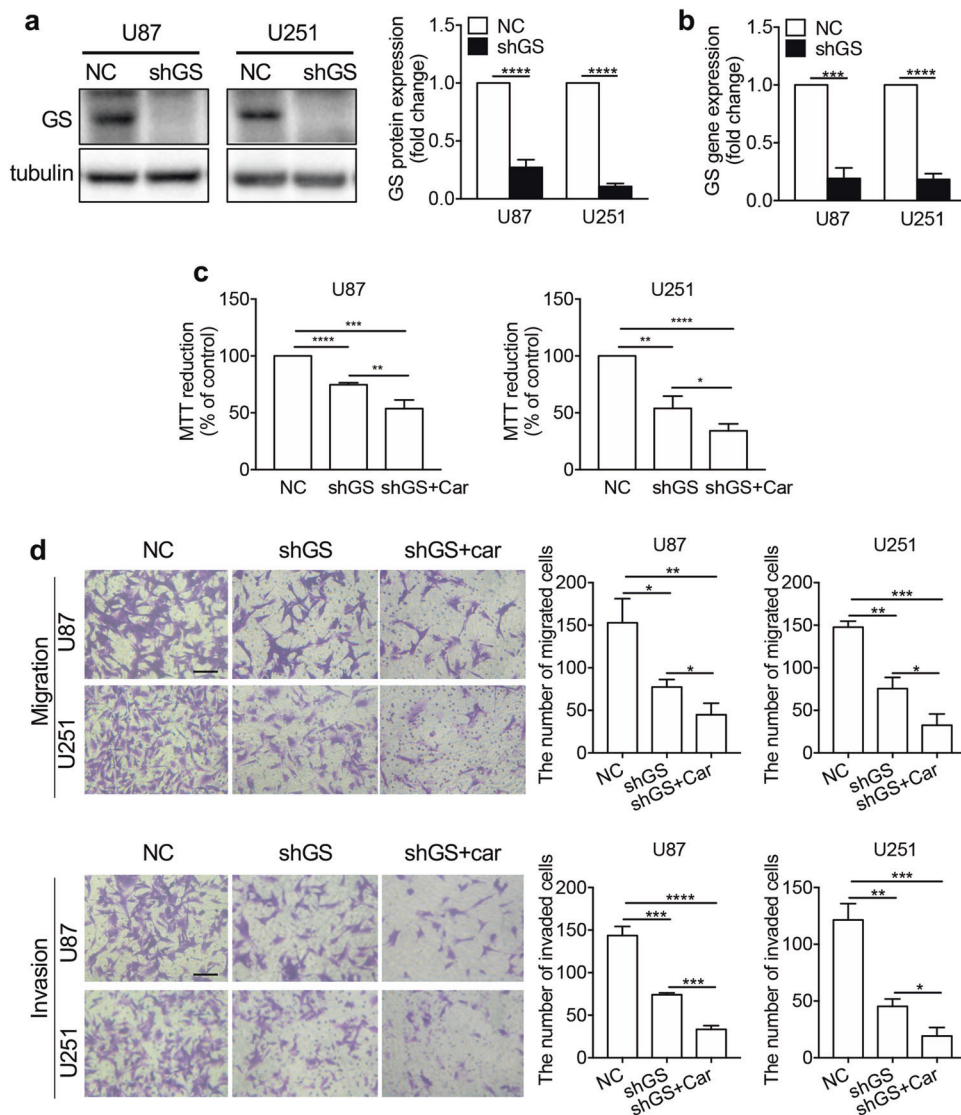 a
U87
U251
NC
shGS
NC
shGS
GS
tubulin
GS protein expression
(fold change)
1.5
1.0
0.5
0.0
NC
shGS
****
****
U87
U251
b
GS gene expression
(fold change)
1.5
1.0
0.5
0.0
NC
shGS
***
****
U87
U251
c
U87
MTT reduction
(% of control)
150
100
50
0
***
****
**
NC
shGS
shGS+Car
U251
MTT reduction
(% of control)
150
100
50
0
****
**
*
NC
shGS
shGS+Car
d
NC
shGS
shGS+car
Migration
U87
U251
U87
The number of migrated cells
200
150
100
50
0
**
*
*
NC
shGS
shGS+Car
U251
The number of migrated cells
200
150
100
50
0
***
**
*
NC
shGS
shGS+Car
NC
shGS
shGS+car
Invasion
U87
U251
U87
The number of invaded cells
200
150
100
50
0
****
***
***
NC
shGS
shGS+Car
U251
The number of invaded cells
150
100
50
0
***
**
*
NC
shGS
shGS+Car